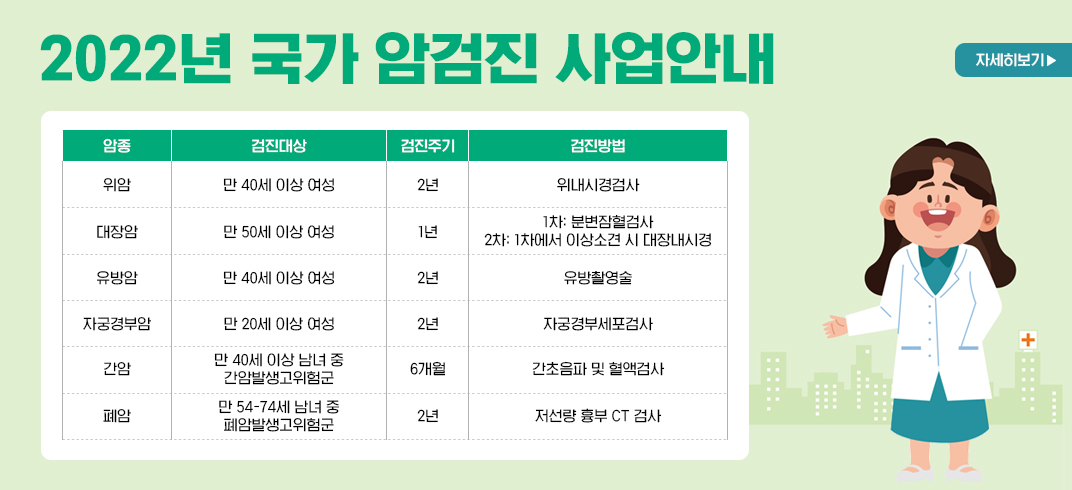 2022년 국가 암검진 사업안내
자세히보기▶
암종 검진대상 검진주기 검진방법
위암 만 40세 이상 여성 2년 위내시경검사
대장암 만 50세 이상 여성 1년 1차: 분변잠혈검사
2차: 1차에서 이상소견 시 대장내시경
유방암 만 40세 이상 여성 2년 유방촬영술
자궁경부암 만 20세 이상 여성 2년 자궁경부세포검사
간암 만 40세 이상 남녀 중
간암발생고위험군 6개월 간초음파 및 혈액검사
폐암 만 54-74세 남녀 중
폐암발생고위험군 2년 저선량 흉부 CT 검사